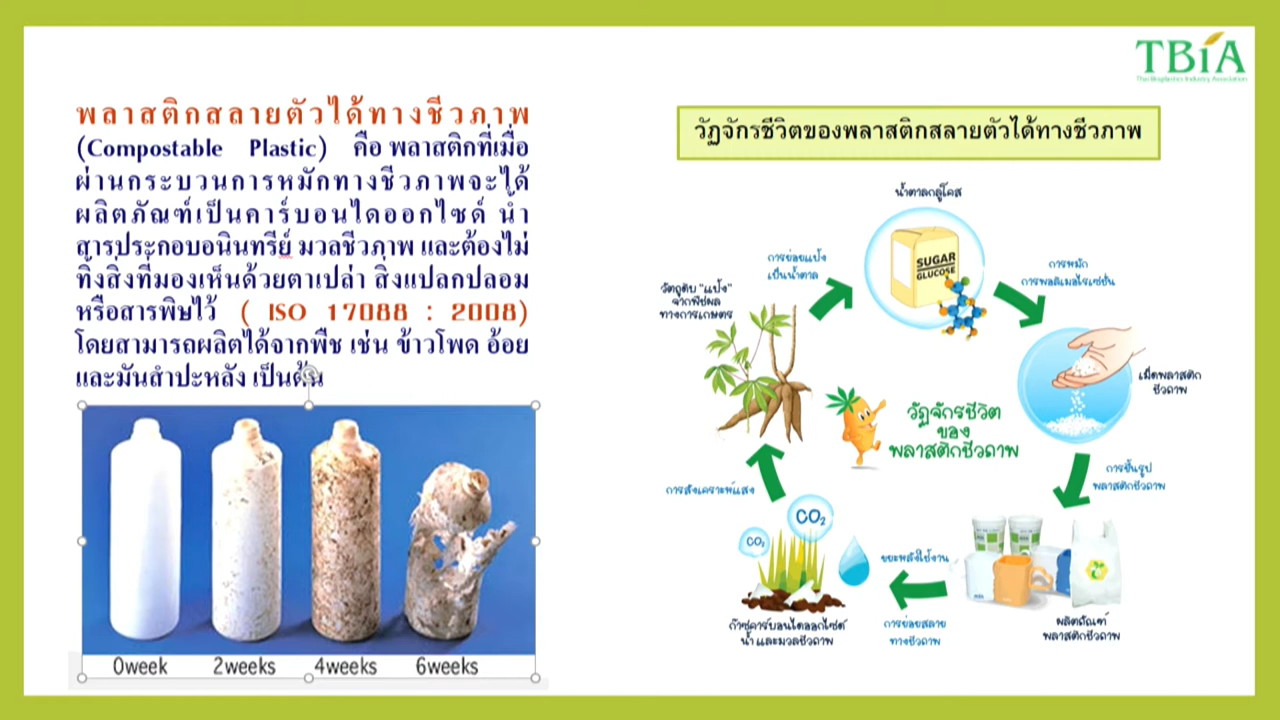 TBiA
Thai Bioplastics Industry Association
พลาสติกสลายตัวได้ทางชีวภาพ
(Compostable Plastic) คือ พลาสติกที่เมื่อ
ผ่านกระบวนการหมักทางชีวภาพจะได้
ผลิตภัณฑ์เป็นคาร์บอนไดออกไซด์ น้ำ
สารประกอบอนินทรีย์ มวลชีวภาพ และต้องไม่
ทิ้งสิ่งที่มองเห็นด้วยตาเปล่า สิ่งแปลกปลอม
หรือสารพิษไว้ ( ISO 17088 : 2008)
โดยสามารถผลิตได้จากพืช เช่น ข้าวโพด อ้อย
และมันสำปะหลัง เป็นต้น
0week 2weeks 4weeks 6weeks
วัฏจักรชีวิตของพลาสติกสลายตัวได้ทางชีวภาพ
น้ำตาลกลูโคส
SUGAR
GLUCOSE
การย่อยแป้ง
เป็นน้ำตาล
วัตถุดิบ "แป้ง"
จากพืชผล
ทางการเกษตร
การหมัก
การพอลิเมอไรเซชั่น
เม็ดพลาสติก
ชีวภาพ
วัฏจักรชีวิต
ของ
พลาสติกชีวภาพ
การขึ้นรูป
พลาสติกชีวภาพ
การสังเคราะห์แสง
CO2
CO2
ขยะหลังใช้งาน
การย่อยสลาย
ทางชีวภาพ
ก๊าซคาร์บอนไดออกไซด์
น้ำ และมวลชีวภาพ
ผลิตภัณฑ์
พลาสติกชีวภาพ